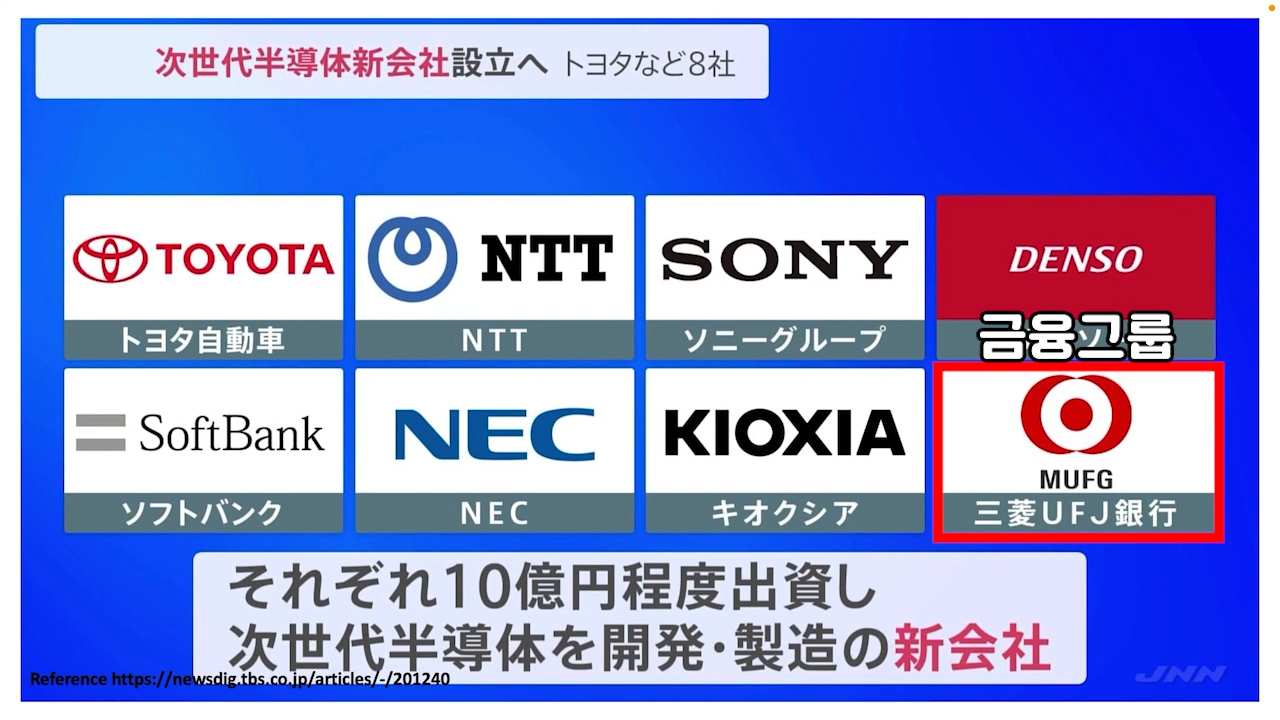 次世代半導体新会社設立へ トヨタなど8社
TOYOTA
トヨタ自動車
NTT
NTT
SONY
ソニーグループ
DENSO
금융그룹
SoftBank
ソフトバンク
NEC
NEC
KIOXIA
キオクシア
MUFG
三菱UFJ銀行
それぞれ10億円程度出資し
次世代半導体を開発・製造の新会社
Reference https://newsdig.tbs.co.jp/articles/-/201240
JNN